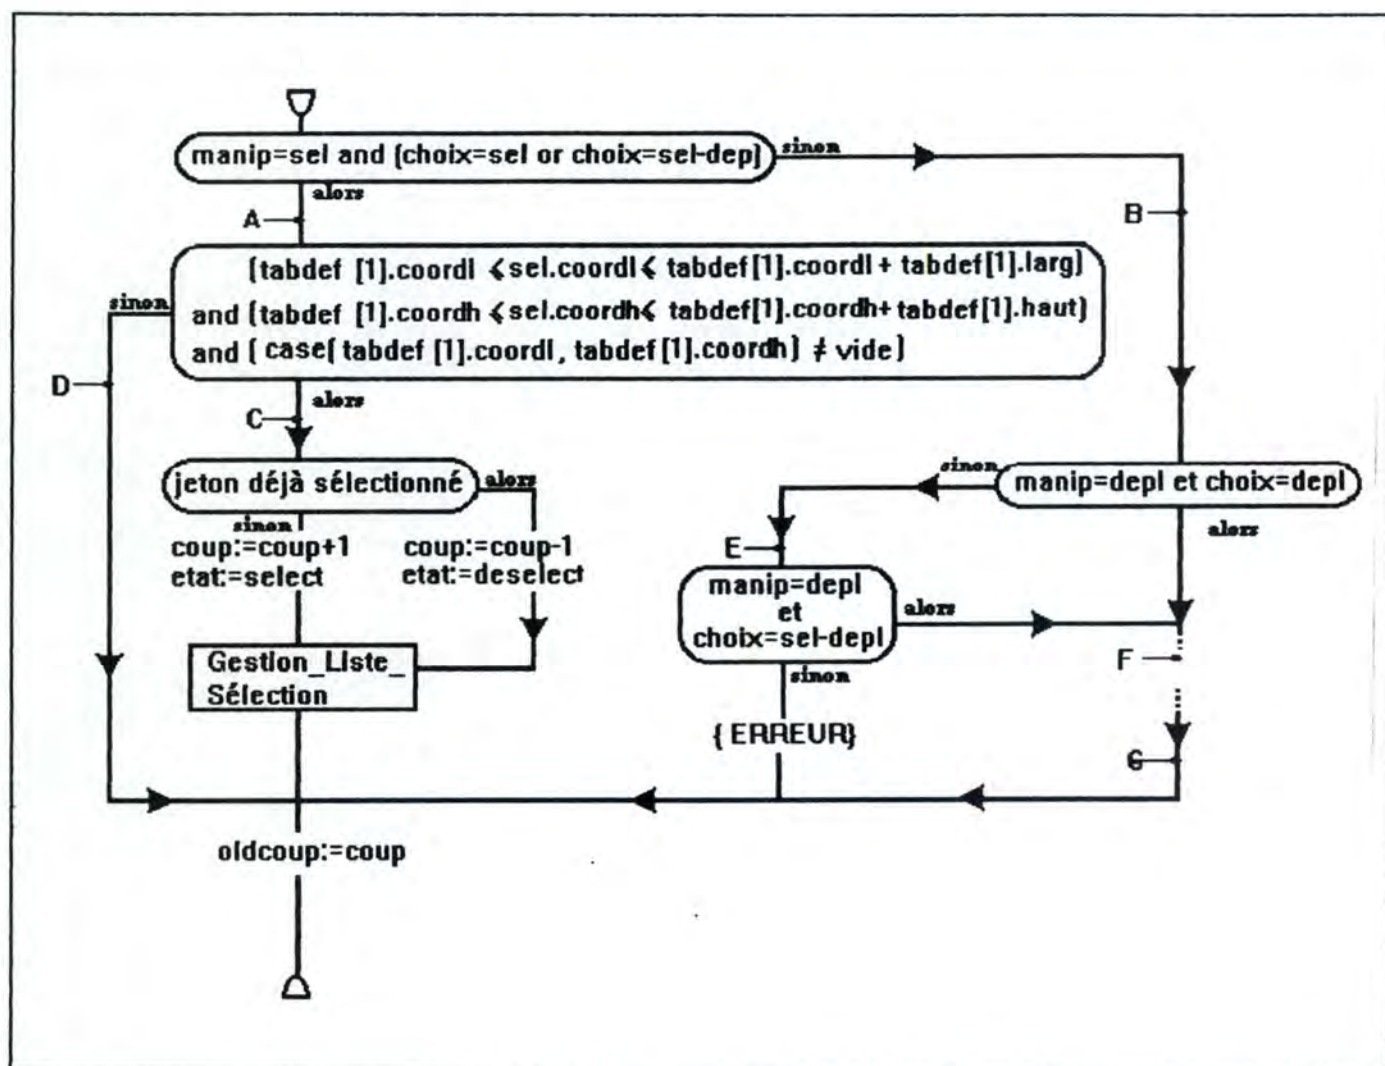 manip=sel and (choix=sel or choix=sel-dep)
sinon
alors
A
B
(tabdef [1].coordl ≤ sel.coordl ≤ tabdef[1].coordl + tabdef[1].larg)
sinon
and (tabdef [1].coordh ≤ sel.coordh ≤ tabdef[1].coordh + tabdef[1].haut)
and ( case( tabdef [1].coordl, tabdef [1].coordh) ≠ vide)
D
alors
C
jeton déjà sélectionné
alors
sinon
manip=depl et choix=depl
sinon
alors
coup:=coup+1
etat:=select
coup:=coup-1
etat:=deselect
E
manip=depl
et
choix=sel-depl
alors
sinon
F
Gestion_Liste_
Sélection
{ ERREUR}
G
oldcoup:=coup